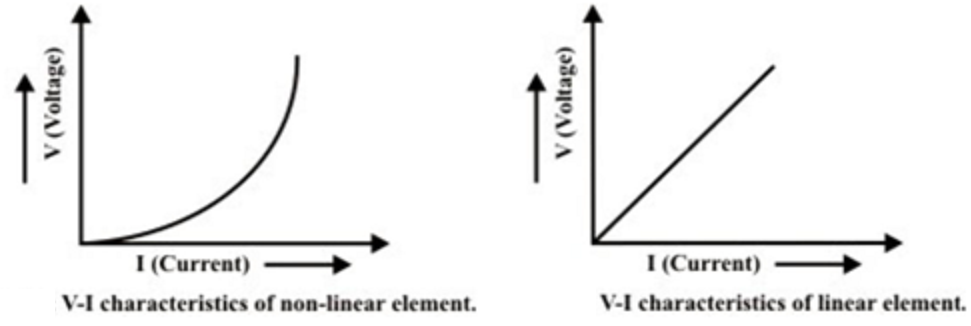 V (Voltage)
I (Current)
V-I characteristics of non-linear element.
V (Voltage)
I (Current)
V-I characteristics of linear element.